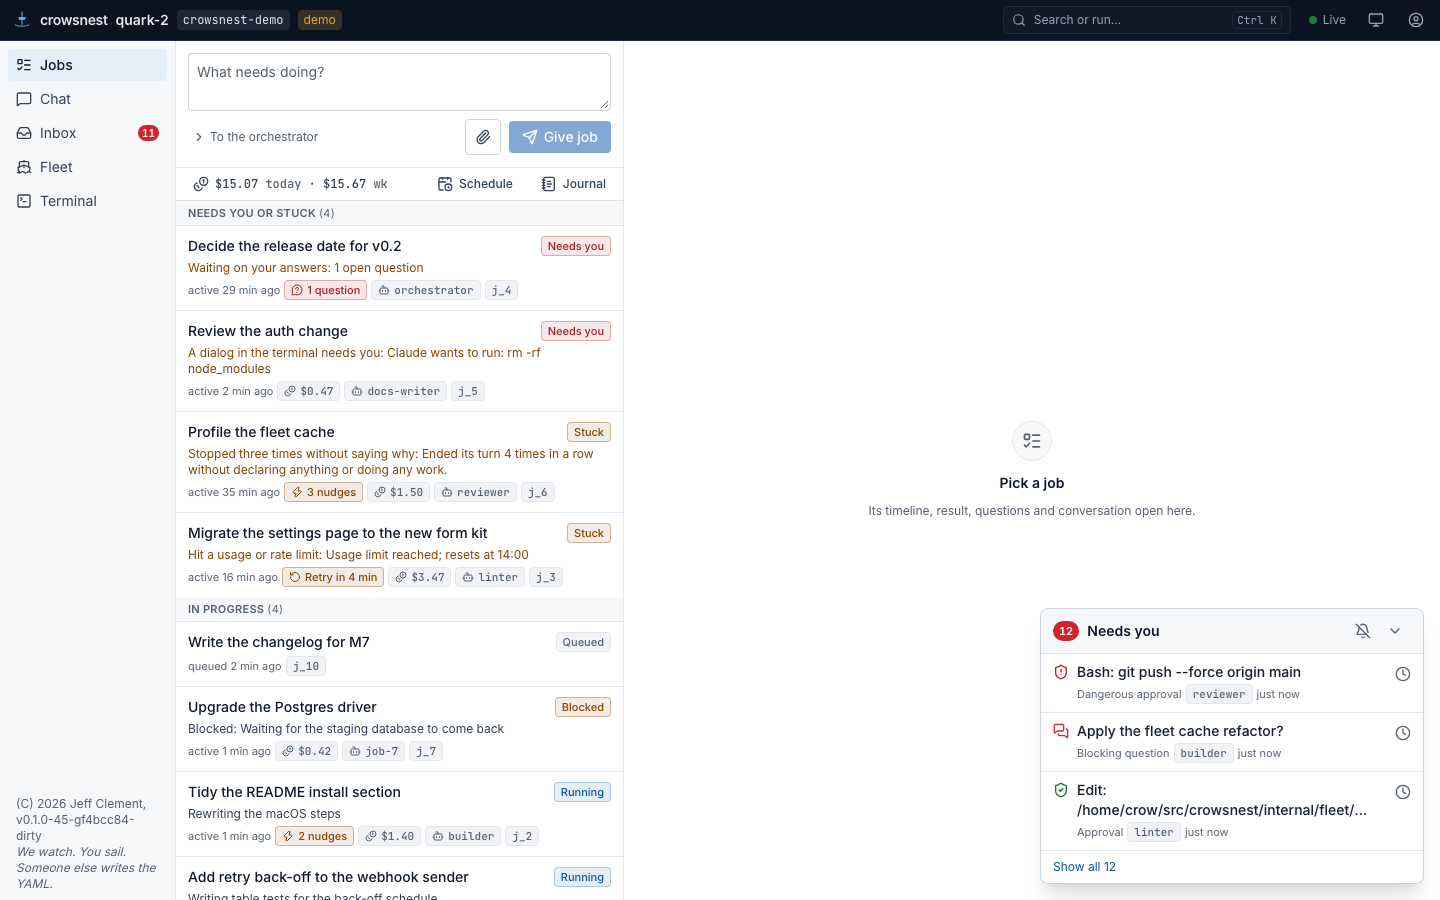 crowsnest quark-2 crowsnest-demo demo
Search or run... Ctrl K
Live
Jobs
Chat
Inbox 11
Fleet
Terminal
(C) 2026 Jeff Clement,
v0.1.0-45-gf4bcc84-
dirty
We watch. You sail.
Someone else writes the
YAML.
What needs doing?
To the orchestrator
Give job
$15.07 today · $15.67 wk
Schedule
Journal
NEEDS YOU OR STUCK (4)
Decide the release date for v0.2 Needs you
Waiting on your answers: 1 open question
active 29 min ago 1 question orchestrator j_4
Review the auth change Needs you
A dialog in the terminal needs you: Claude wants to run: rm -rf
node_modules
active 2 min ago $0.47 docs-writer j_5
Profile the fleet cache Stuck
Stopped three times without saying why: Ended its turn 4 times in a row
without declaring anything or doing any work.
active 35 min ago 3 nudges $1.50 reviewer j_6
Migrate the settings page to the new form kit Stuck
Hit a usage or rate limit: Usage limit reached; resets at 14:00
active 16 min ago Retry in 4 min $3.47 linter j_3
IN PROGRESS (4)
Write the changelog for M7 Queued
queued 2 min ago j_10
Upgrade the Postgres driver Blocked
Blocked: Waiting for the staging database to come back
active 1 min ago $0.42 job-7 j_7
Tidy the README install section Running
Rewriting the macOS steps
active 1 min ago 2 nudges $1.40 builder j_2
Add retry back-off to the webhook sender Running
Writing table tests for the back-off schedule
Pick a job
Its timeline, result, questions and conversation open here.
12 Needs you
Bash: git push --force origin main
Dangerous approval reviewer just now
Apply the fleet cache refactor?
Blocking question builder just now
Edit:
/home/crow/src/crowsnest/internal/fleet/...
Approval linter just now
Show all 12